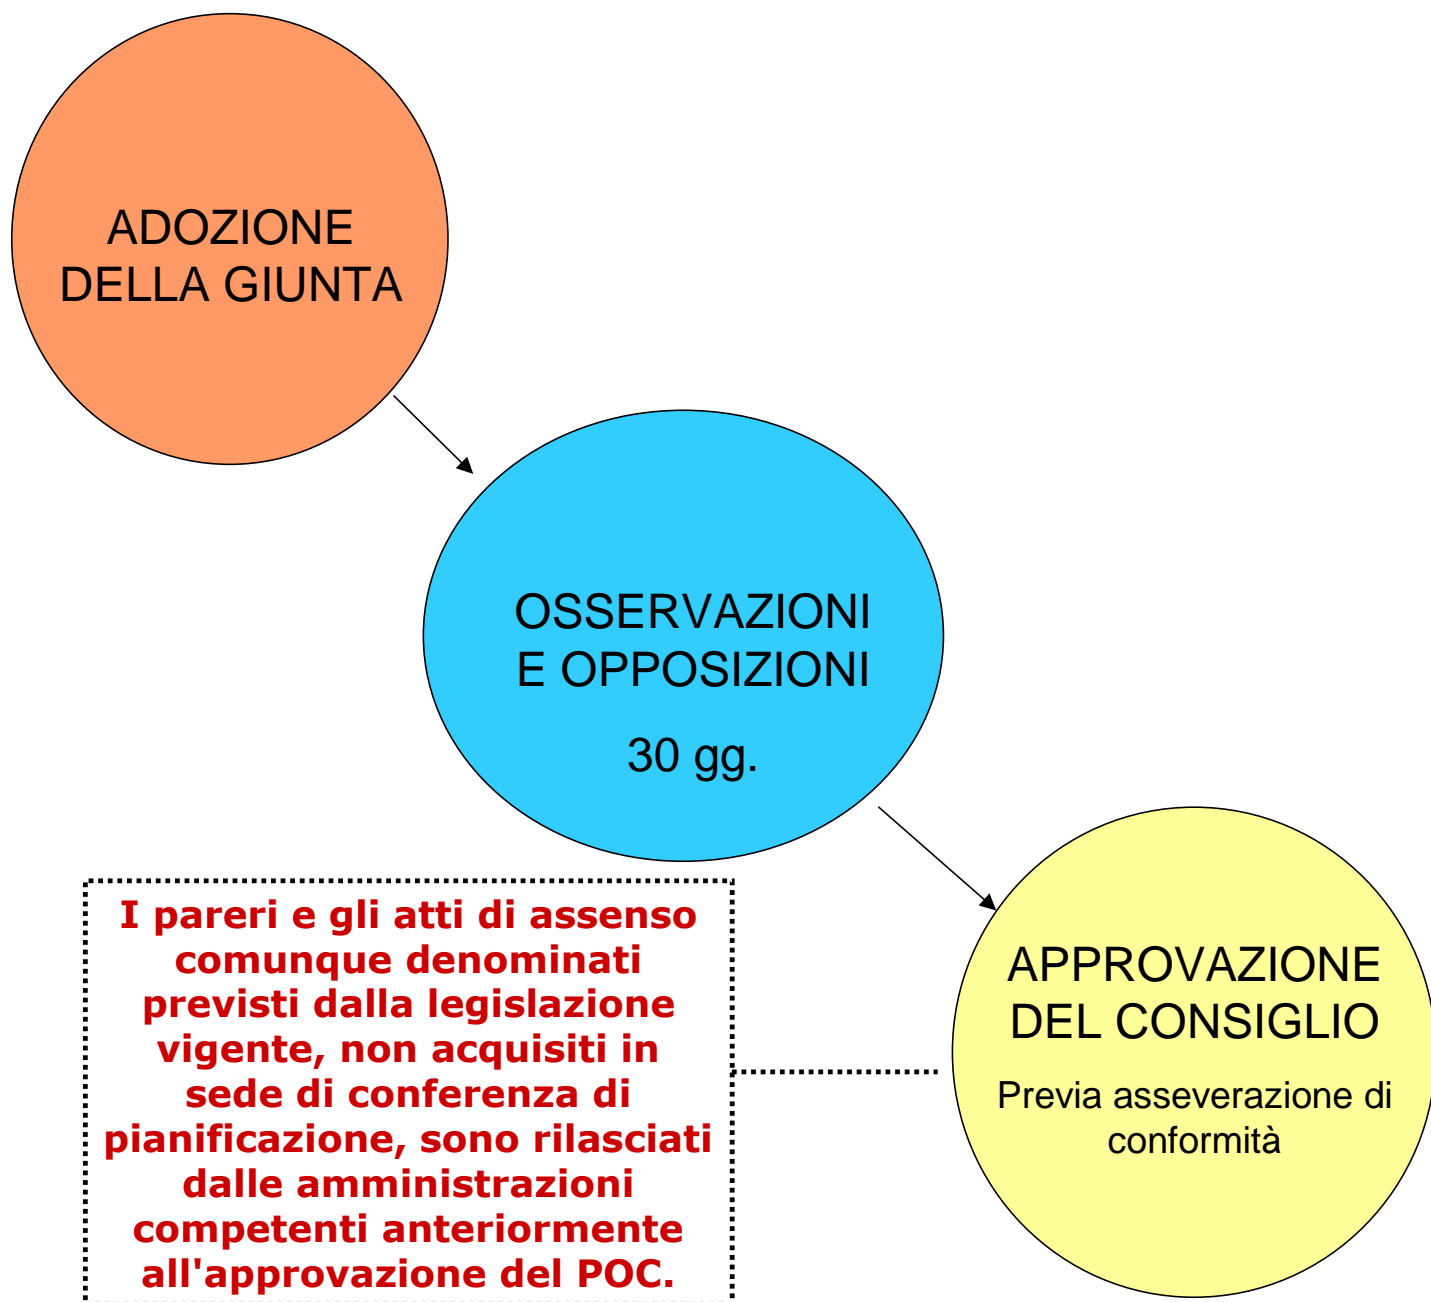 ADOZIONE
DELLA GIUNTA
OSSERVAZIONI
E OPPOSIZIONI
30 gg.
I pareri e gli atti di assenso
comunque denominati
previsti dalla legislazione
vigente, non acquisiti in
sede di conferenza di
pianificazione, sono rilasciati
dalle amministrazioni
competenti anteriormente
all'approvazione del POC.
APPROVAZIONE
DEL CONSIGLIO
Previa asseverazione di
conformità